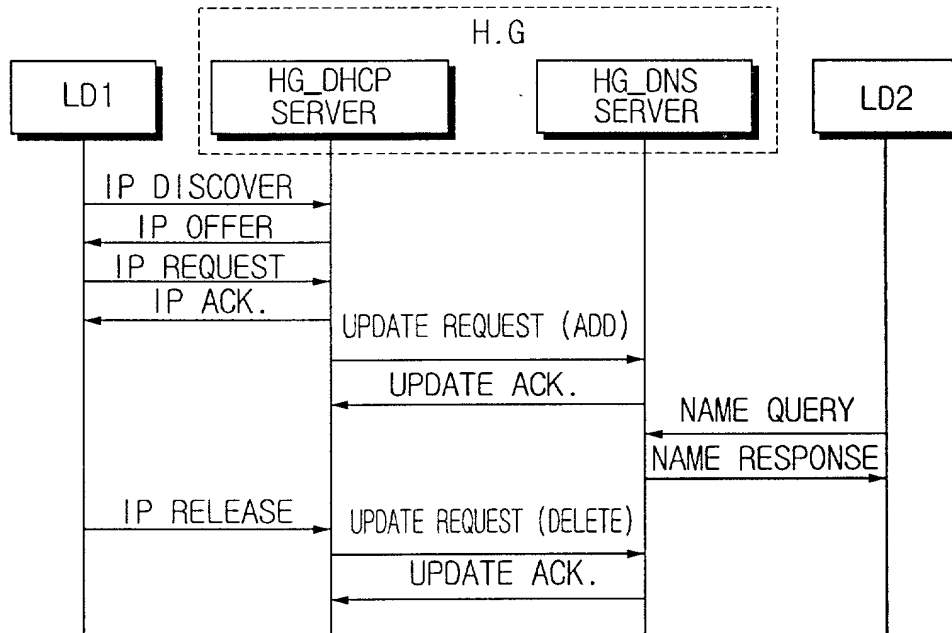 H.G
LD1
HG_DHCP
SERVER
HG_DNS
SERVER
LD2
IP DISCOVER
IP OFFER
IP REQUEST
IP ACK.
UPDATE REQUEST (ADD)
UPDATE ACK.
NAME QUERY
NAME RESPONSE
IP RELEASE
UPDATE REQUEST (DELETE)
UPDATE ACK.